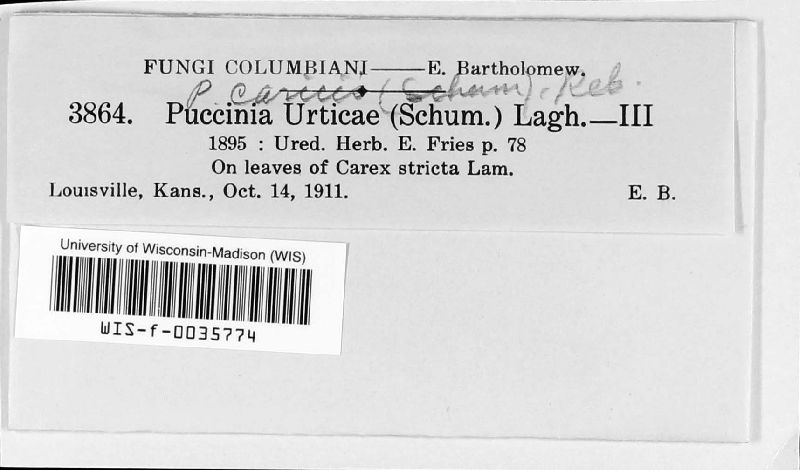 FUNGI COLUMBIANI——E. Bartholomew.
P. caricis (Schum). Reb.
3864. Puccinia Urticae (Schum.) Lagh.—III
1895 : Ured. Herb. E. Fries p. 78
On leaves of Carex stricta Lam.
Louisville, Kans., Oct. 14, 1911. E. B.
University of Wisconsin-Madison (WIS)
WIS-f-0035774